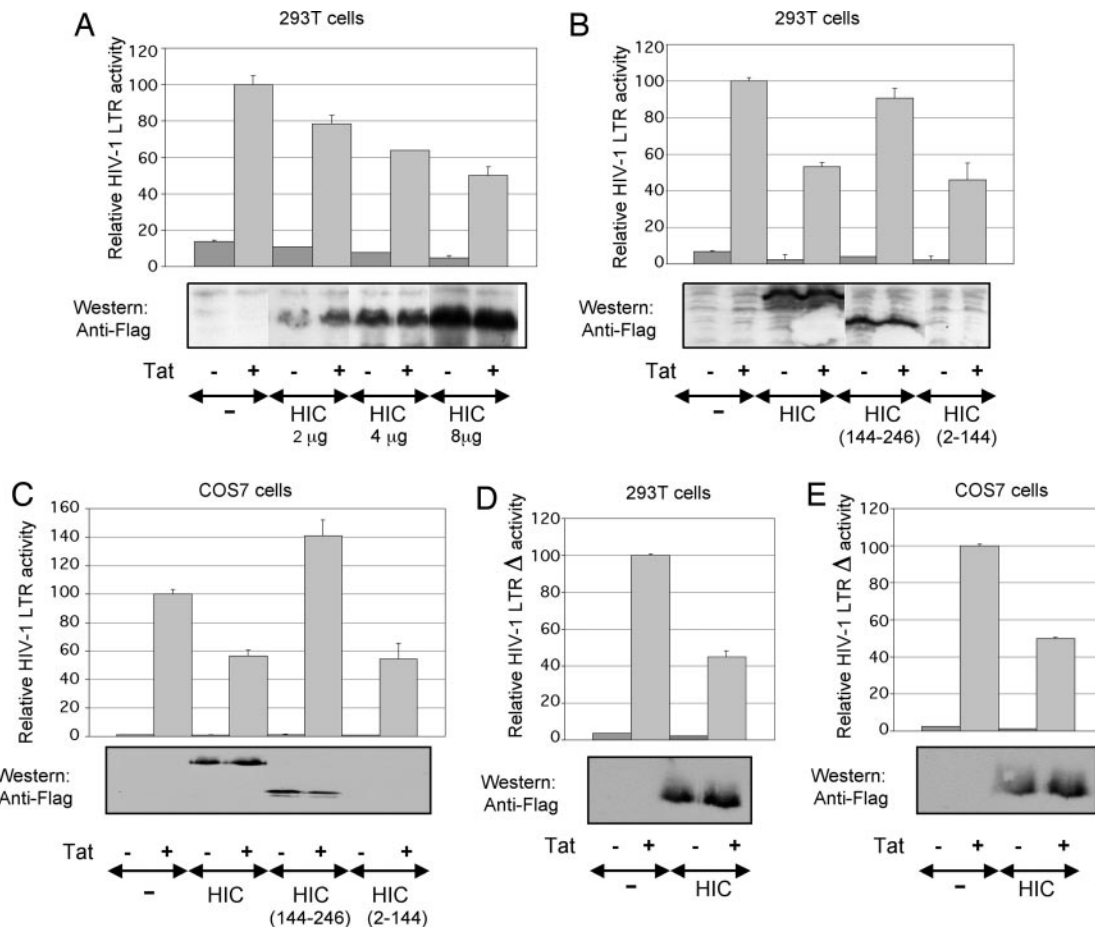 A
293T cells
Relative HIV-1 LTR activity
120
100
80
60
40
20
0
Western:
Anti-Flag
Tat - + - + - + - +
– HIC HIC HIC
2 µg 4 µg 8µg
B
293T cells
Relative HIV-1 LTR activity
120
100
80
60
40
20
0
Western:
Anti-Flag
Tat - + - + - + - +
– HIC HIC HIC
(144-246) (2-144)
C
COS7 cells
Relative HIV-1 LTR activity
160
140
120
100
80
60
40
20
0
Western:
Anti-Flag
Tat - + - + - + - +
– HIC HIC HIC
(144-246) (2-144)
D
293T cells
Relative HIV-1 LTR Δ activity
120
100
80
60
40
20
0
Western:
Anti-Flag
Tat - + - +
– HIC
E
COS7 cells
Relative HIV-1 LTR Δ activity
120
100
80
60
40
20
0
Western:
Anti-Flag
Tat - + - +
– HIC